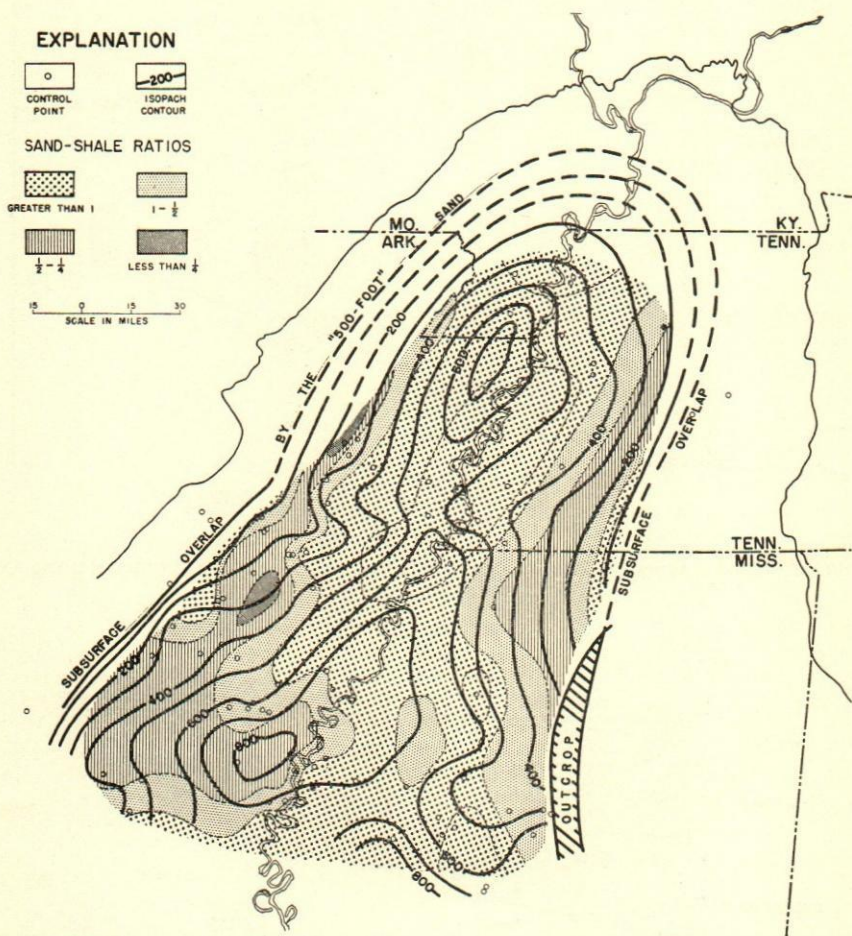 EXPLANATION
200
CONTROL
POINT
ISOPACH
CONTOUR
SAND-SHALE RATIOS
GREATER THAN 1
1 - 1/2
1/2 - 1/4
LESS THAN 1/4
15 0 15 30
SCALE IN MILES
MO.
ARK.
KY.
TENN.
SUBSURFACE OVERLAP BY THE "500-FOOT" SAND
200
400
600
400
200
OVERLAP
SUBSURFACE
TENN.
MISS.
200
400
600
800
400
OUTCROP
600
800